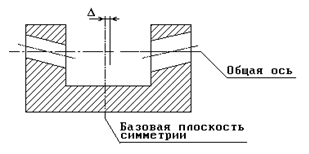 Δ
Общая ось
Базовая плоскость
симметрии